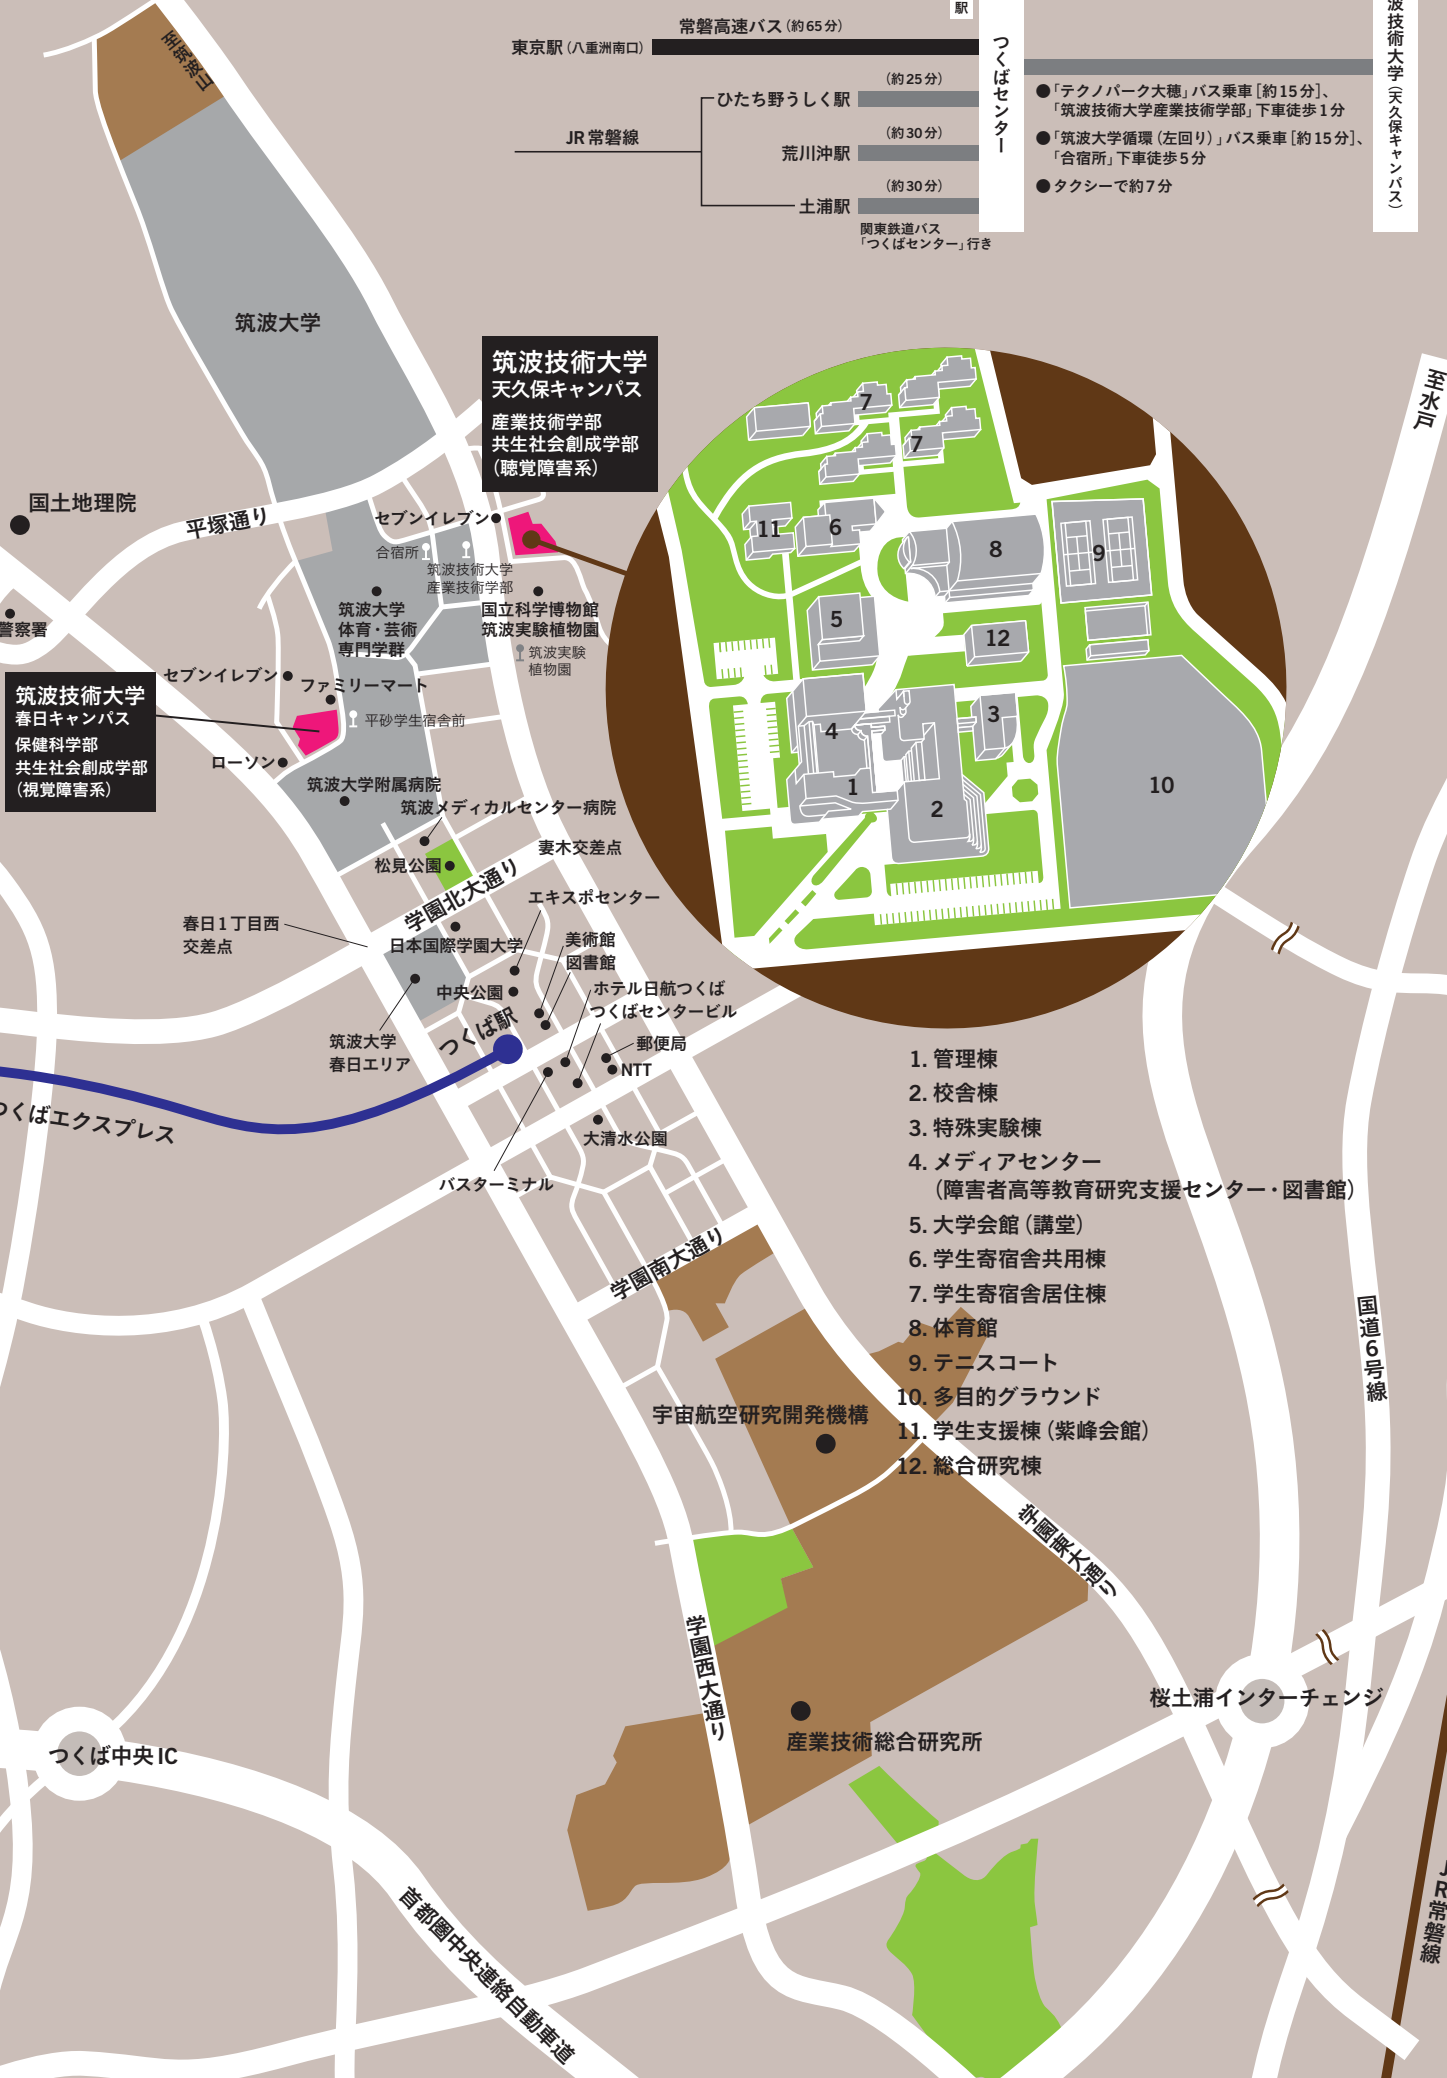 駅
常磐高速バス（約65分）
東京駅（八重洲南口）
（約25分）
ひたち野うしく駅
JR常磐線
（約30分）
荒川沖駅
（約30分）
土浦駅
関東鉄道バス
「つくばセンター」行き
つくばセンター
●「テクノパーク大穂」バス乗車［約15分］、
「筑波技術大学産業技術学部」下車徒歩1分
●「筑波大学循環（左回り）」バス乗車［約15分］、
「合宿所」下車徒歩5分
●タクシーで約7分
波技術大学（天久保キャンパス）
至筑波山
筑波大学
筑波技術大学
天久保キャンパス
産業技術学部
共生社会創成学部
（聴覚障害系）
至水戸
国土地理院
平塚通り
セブンイレブン
合宿所
筑波技術大学
産業技術学部
筑波大学
体育・芸術
専門学群
国立科学博物館
筑波実験植物園
筑波実験
植物園
警察署
セブンイレブン
ファミリーマート
筑波技術大学
春日キャンパス
保健科学部
共生社会創成学部
（視覚障害系）
平砂学生宿舎前
ローソン
筑波大学附属病院
筑波メディカルセンター病院
妻木交差点
松見公園
学園北大通り
エキスポセンター
春日1丁目西
交差点
日本国際学園大学
美術館
図書館
中央公園
ホテル日航つくば
つくばセンタービル
つくば駅
筑波大学
春日エリア
郵便局
NTT
つくばエクスプレス
大清水公園
バスターミナル
学園南大通り
7
7
11
6
8
9
5
12
3
4
1
2
10
1. 管理棟
2. 校舎棟
3. 特殊実験棟
4. メディアセンター
（障害者高等教育研究支援センター・図書館）
5. 大学会館（講堂）
6. 学生寄宿舎共用棟
7. 学生寄宿舎居住棟
8. 体育館
9. テニスコート
10. 多目的グラウンド
11. 学生支援棟（紫峰会館）
12. 総合研究棟
国道6号線
宇宙航空研究開発機構
学園東大通り
学園西大通り
桜土浦インターチェンジ
産業技術総合研究所
つくば中央IC
首都圏中央連絡自動車道
JR常磐線